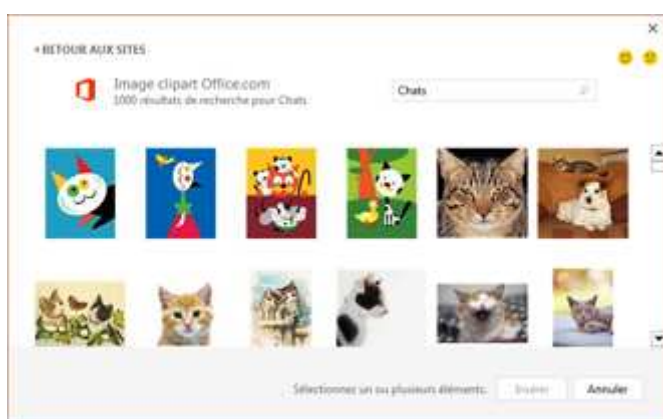 RETOUR AUX SITES
Image clipart Office.com
1000 résultats de recherche pour Chats.
Chats
Sélectionnez un ou plusieurs éléments.
Insérer
Annuler